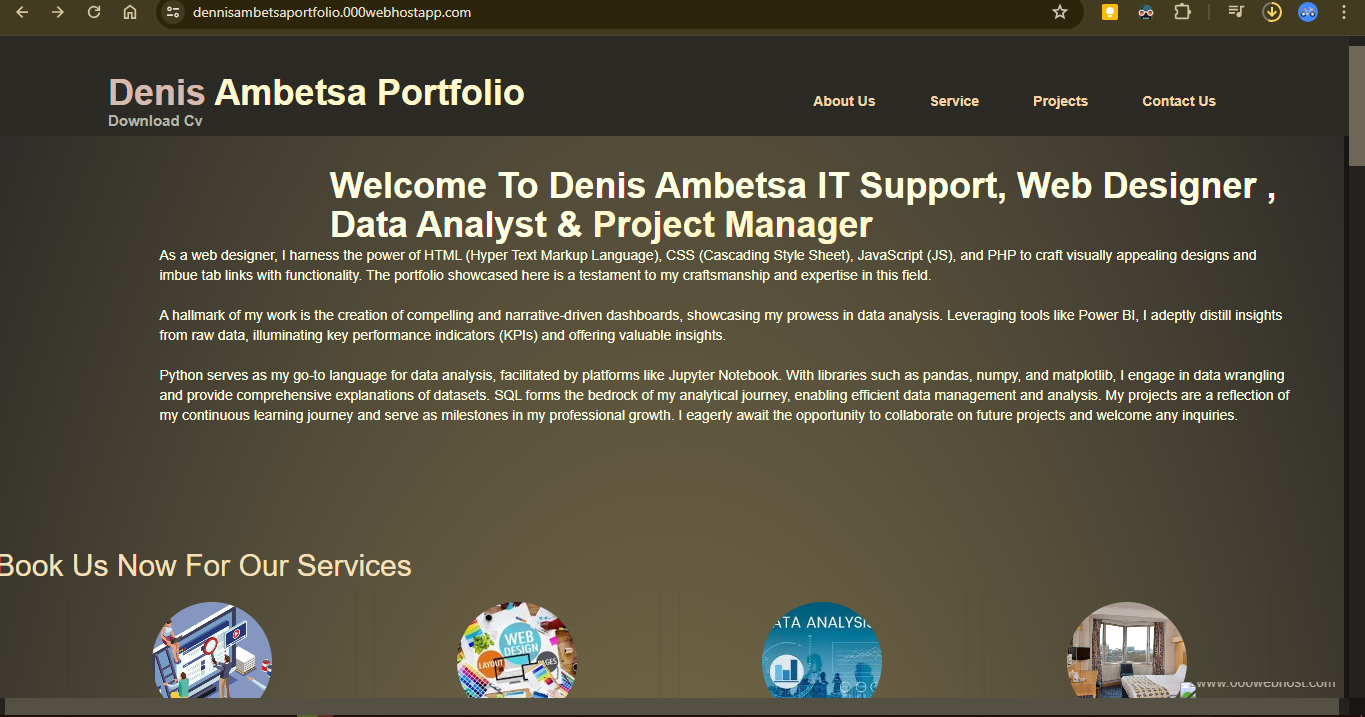 dennisambetsaportfolio.000webhostapp.com
Denis Ambetsa Portfolio
Download Cv
About Us
Service
Projects
Contact Us
Welcome To Denis Ambetsa IT Support, Web Designer ,
Data Analyst & Project Manager
As a web designer, I harness the power of HTML (Hyper Text Markup Language), CSS (Cascading Style Sheet), JavaScript (JS), and PHP to craft visually appealing designs and
imbue tab links with functionality. The portfolio showcased here is a testament to my craftsmanship and expertise in this field.
A hallmark of my work is the creation of compelling and narrative-driven dashboards, showcasing my prowess in data analysis. Leveraging tools like Power BI, I adeptly distill insights
from raw data, illuminating key performance indicators (KPIs) and offering valuable insights.
Python serves as my go-to language for data analysis, facilitated by platforms like Jupyter Notebook. With libraries such as pandas, numpy, and matplotlib, I engage in data wrangling
and provide comprehensive explanations of datasets. SQL forms the bedrock of my analytical journey, enabling efficient data management and analysis. My projects are a reflection of
my continuous learning journey and serve as milestones in my professional growth. I eagerly await the opportunity to collaborate on future projects and welcome any inquiries.
Book Us Now For Our Services
WEB
DESIGN
LAYOUT
PAGES
ATA ANALYSIS
www.000webhost.com